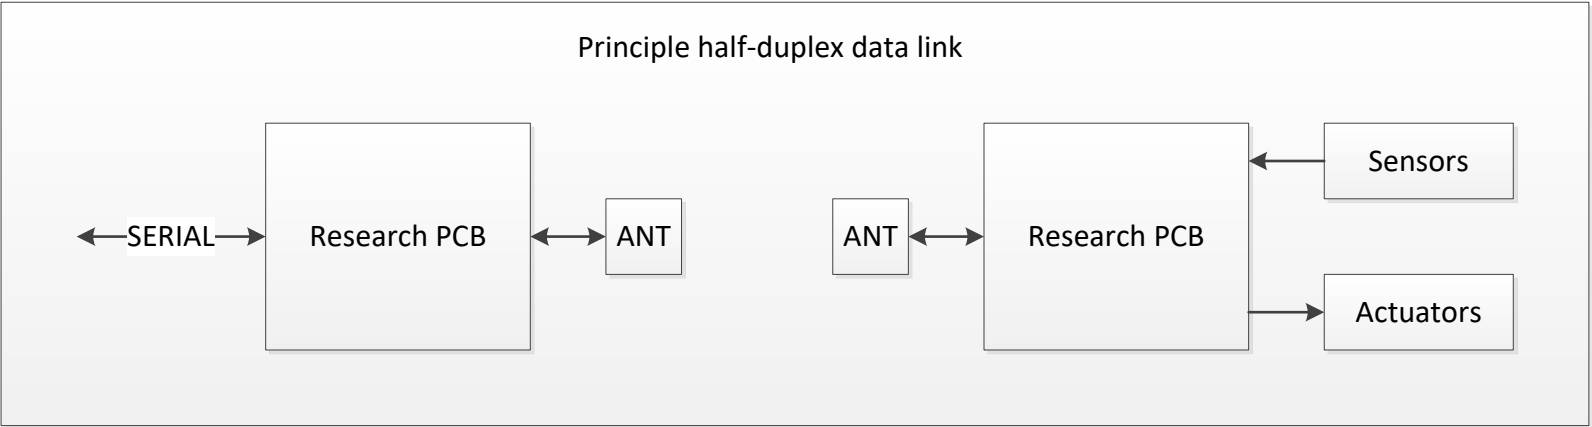 Principle half-duplex data link
SERIAL
Research PCB
ANT
ANT
Research PCB
Sensors
Actuators